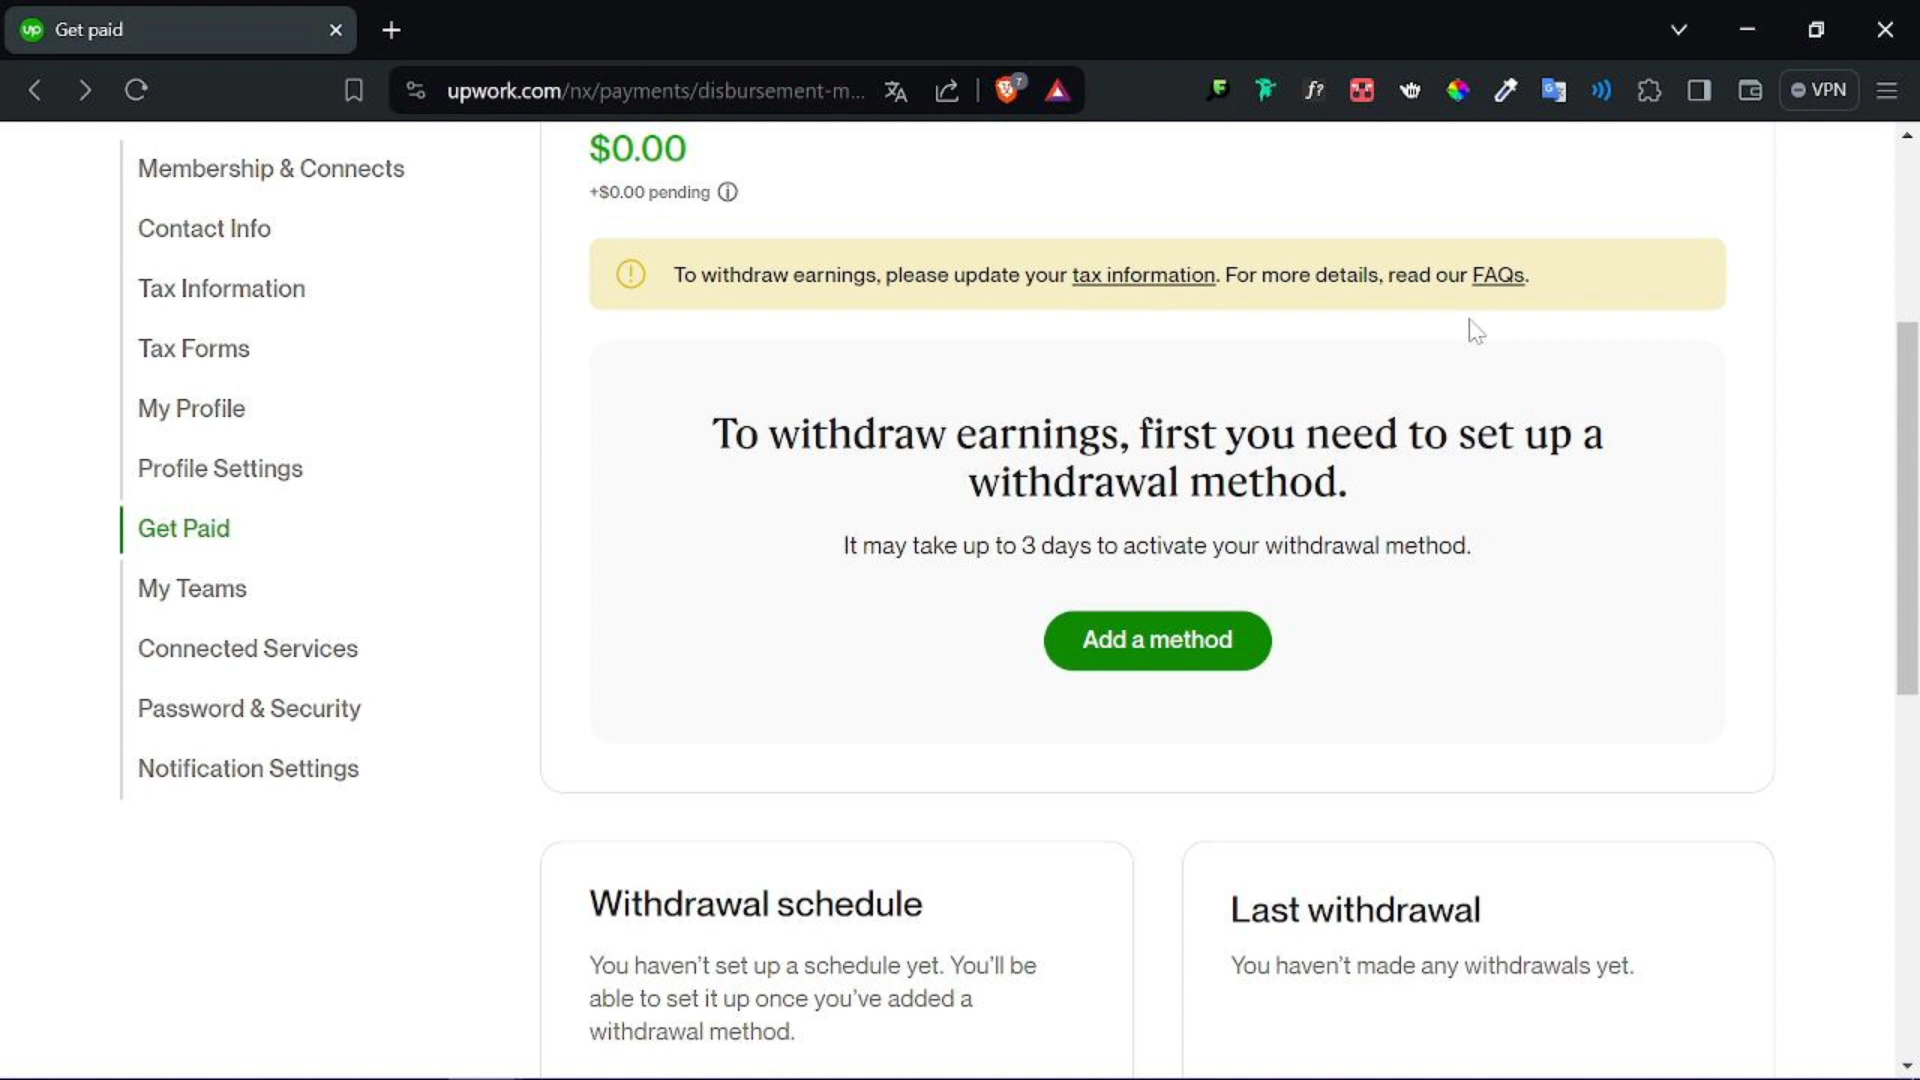 up Get paid
upwork.com/nx/payments/disbursement-m...
7
f?
VPN
Membership & Connects
Contact Info
Tax Information
Tax Forms
My Profile
Profile Settings
Get Paid
My Teams
Connected Services
Password & Security
Notification Settings
$0.00
+$0.00 pending
To withdraw earnings, please update your tax information. For more details, read our FAQs.
To withdraw earnings, first you need to set up a
withdrawal method.
It may take up to 3 days to activate your withdrawal method.
Add a method
Withdrawal schedule
You haven't set up a schedule yet. You'll be
able to set it up once you've added a
withdrawal method.
Last withdrawal
You haven't made any withdrawals yet.